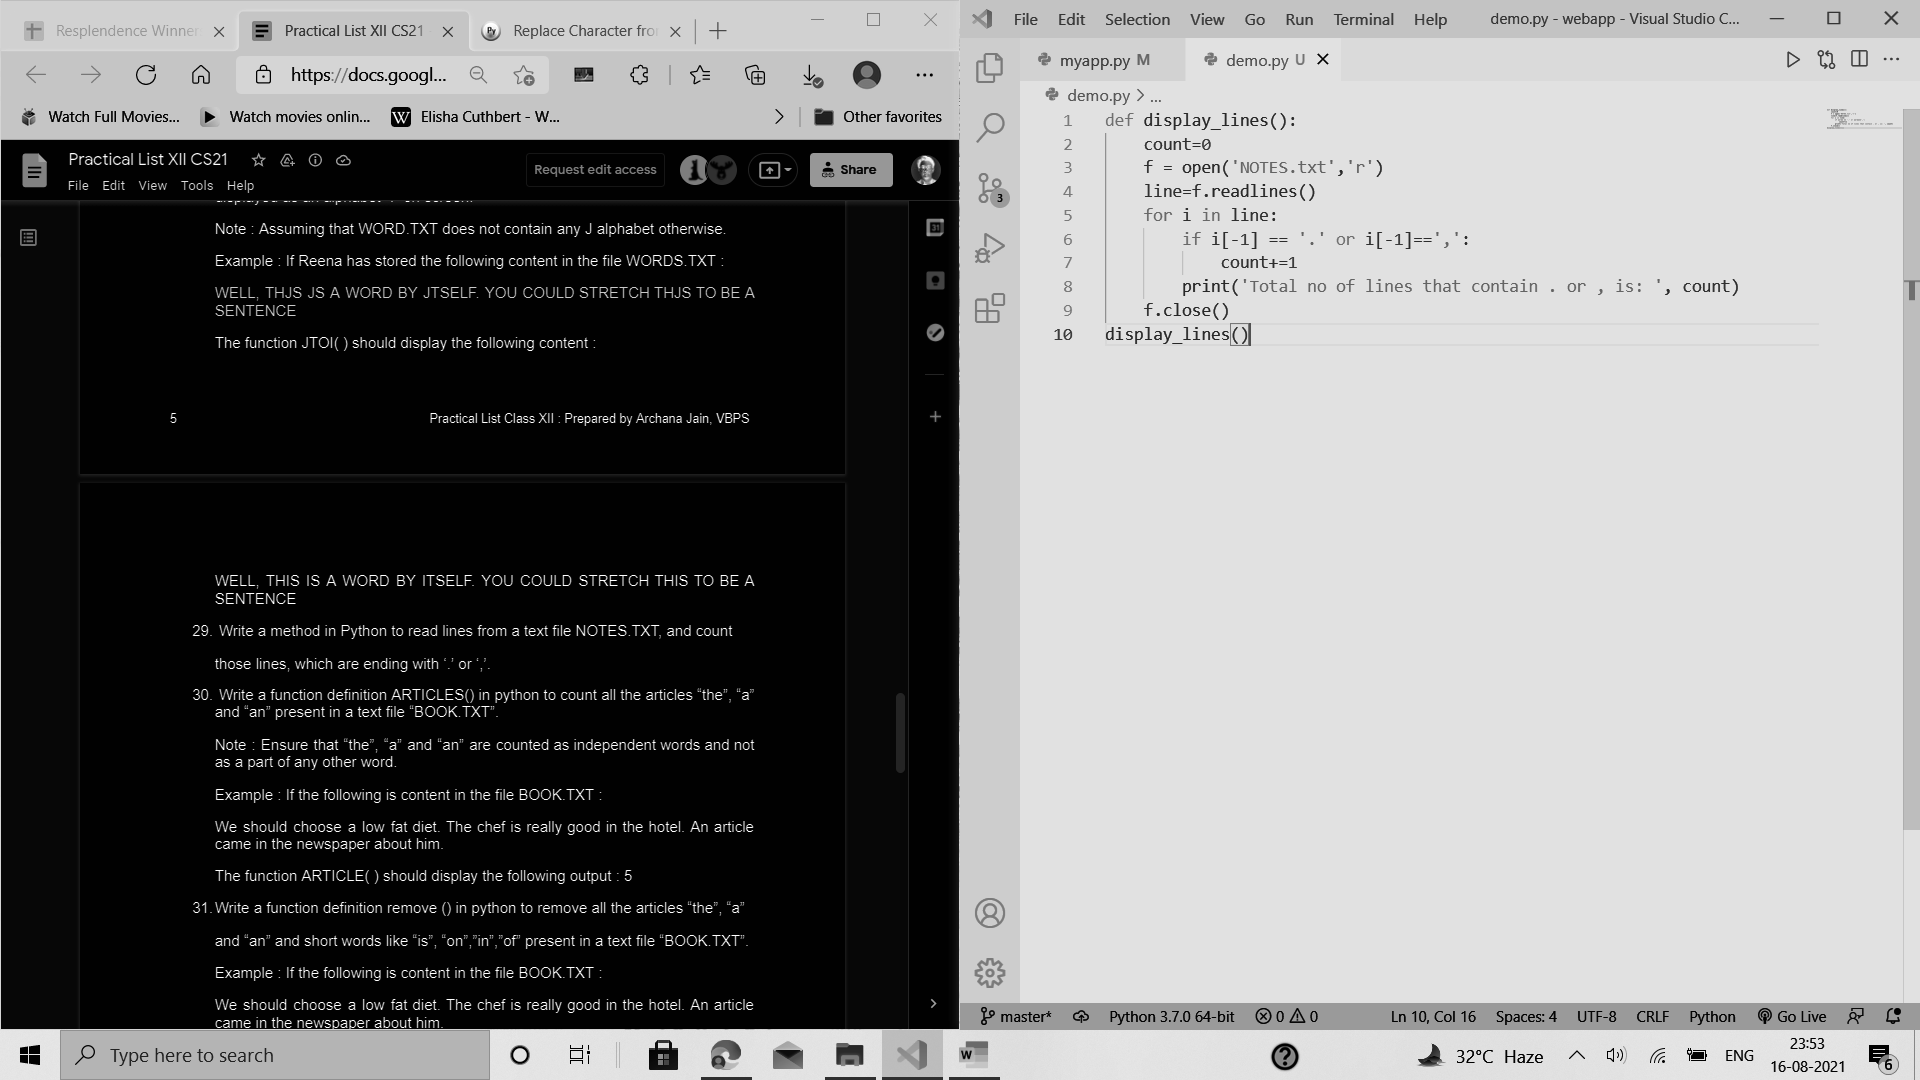 Resplendence Winner
Practical List XII CS21
Replace Character fro
https://docs.googl...
Watch Full Movies...
Watch movies onlin...
Elisha Cuthbert - W...
Other favorites
Practical List XII CS21
File Edit View Tools Help
Request edit access
Share
Note : Assuming that WORD.TXT does not contain any J alphabet otherwise.
Example : If Reena has stored the following content in the file WORDS.TXT :
WELL, THJS JS A WORD BY JTSELF. YOU COULD STRETCH THJS TO BE A
SENTENCE
The function JTOI( ) should display the following content :
5
Practical List Class XII : Prepared by Archana Jain, VBPS
WELL, THIS IS A WORD BY ITSELF. YOU COULD STRETCH THIS TO BE A
SENTENCE
29. Write a method in Python to read lines from a text file NOTES.TXT, and count
those lines, which are ending with ‘.’ or ‘,’.
30. Write a function definition ARTICLES() in python to count all the articles “the”, “a”
and “an” present in a text file “BOOK.TXT”.
Note : Ensure that “the”, “a” and “an” are counted as independent words and not
as a part of any other word.
Example : If the following is content in the file BOOK.TXT :
We should choose a low fat diet. The chef is really good in the hotel. An article
came in the newspaper about him.
The function ARTICLE( ) should display the following output : 5
31. Write a function definition remove () in python to remove all the articles “the”, “a”
and “an” and short words like “is”, “on”,”in”,”of” present in a text file “BOOK.TXT”.
Example : If the following is content in the file BOOK.TXT :
We should choose a low fat diet. The chef is really good in the hotel. An article
came in the newspaper about him.
File Edit Selection View Go Run Terminal Help
demo.py - webapp - Visual Studio C...
myapp.py M
demo.py U
demo.py > ...
3
1 def display_lines():
2 count=0
3 f = open('NOTES.txt','r')
4 line=f.readlines()
5 for i in line:
6 if i[-1] == '.' or i[-1]==',':
7 count+=1
8 print('Total no of lines that contain . or , is: ', count)
9 f.close()
10 display_lines()
master* Python 3.7.0 64-bit 0 0 Ln 10, Col 16 Spaces: 4 UTF-8 CRLF Python Go Live
Type here to search
32°C Haze
ENG
23:53
16-08-2021
6